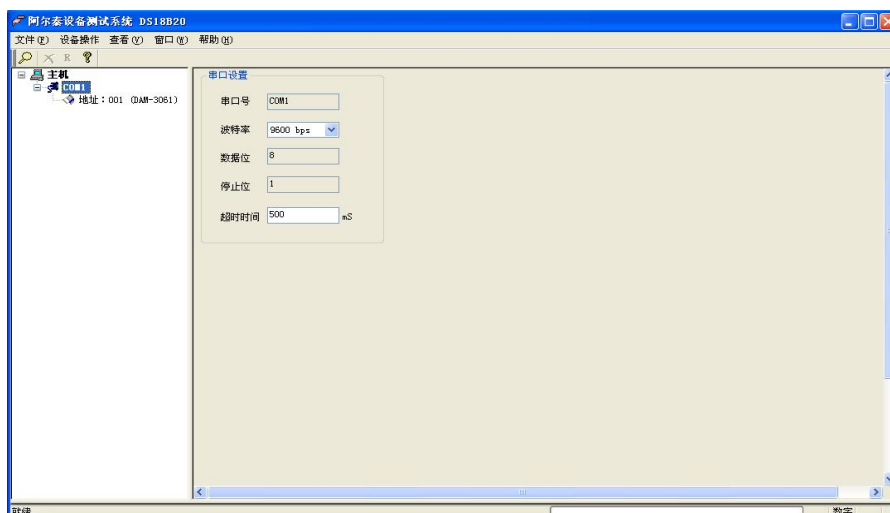 阿尔泰设备测试系统 DS18B20
文件(F) 设备操作 查看(V) 窗口(W) 帮助(H)
R ?
主机
COM1
地址：001 (DAM-3061)
串口设置
串口号 COM1
波特率 9600 bps
数据位 8
停止位 1
超时时间 500 mS
就绪 数字